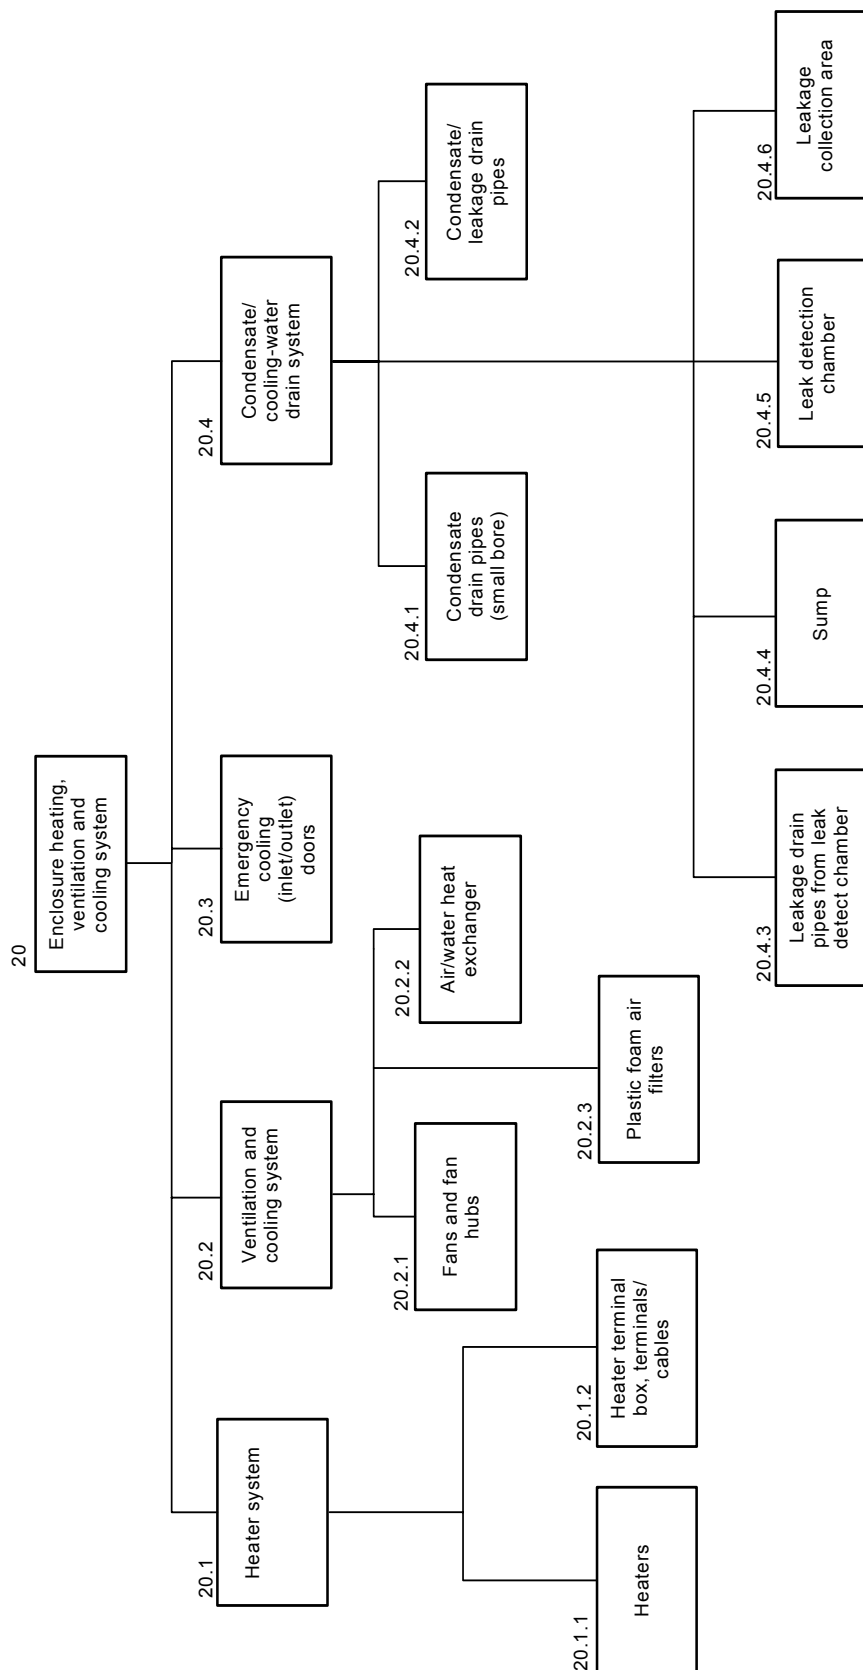 20
Enclosure heating,
ventilation and
cooling system
20.1
Heater system
20.2
Ventilation and
cooling system
20.3
Emergency
cooling
(inlet/outlet)
doors
20.4
Condensate/
cooling-water
drain system
20.1.1
Heaters
20.1.2
Heater terminal
box, terminals/
cables
20.2.1
Fans and fan
hubs
20.2.2
Air/water heat
exchanger
20.2.3
Plastic foam air
filters
20.4.1
Condensate
drain pipes
(small bore)
20.4.2
Condensate/
leakage drain
pipes
20.4.3
Leakage drain
pipes from leak
detect chamber
20.4.4
Sump
20.4.5
Leak detection
chamber
20.4.6
Leakage
collection area